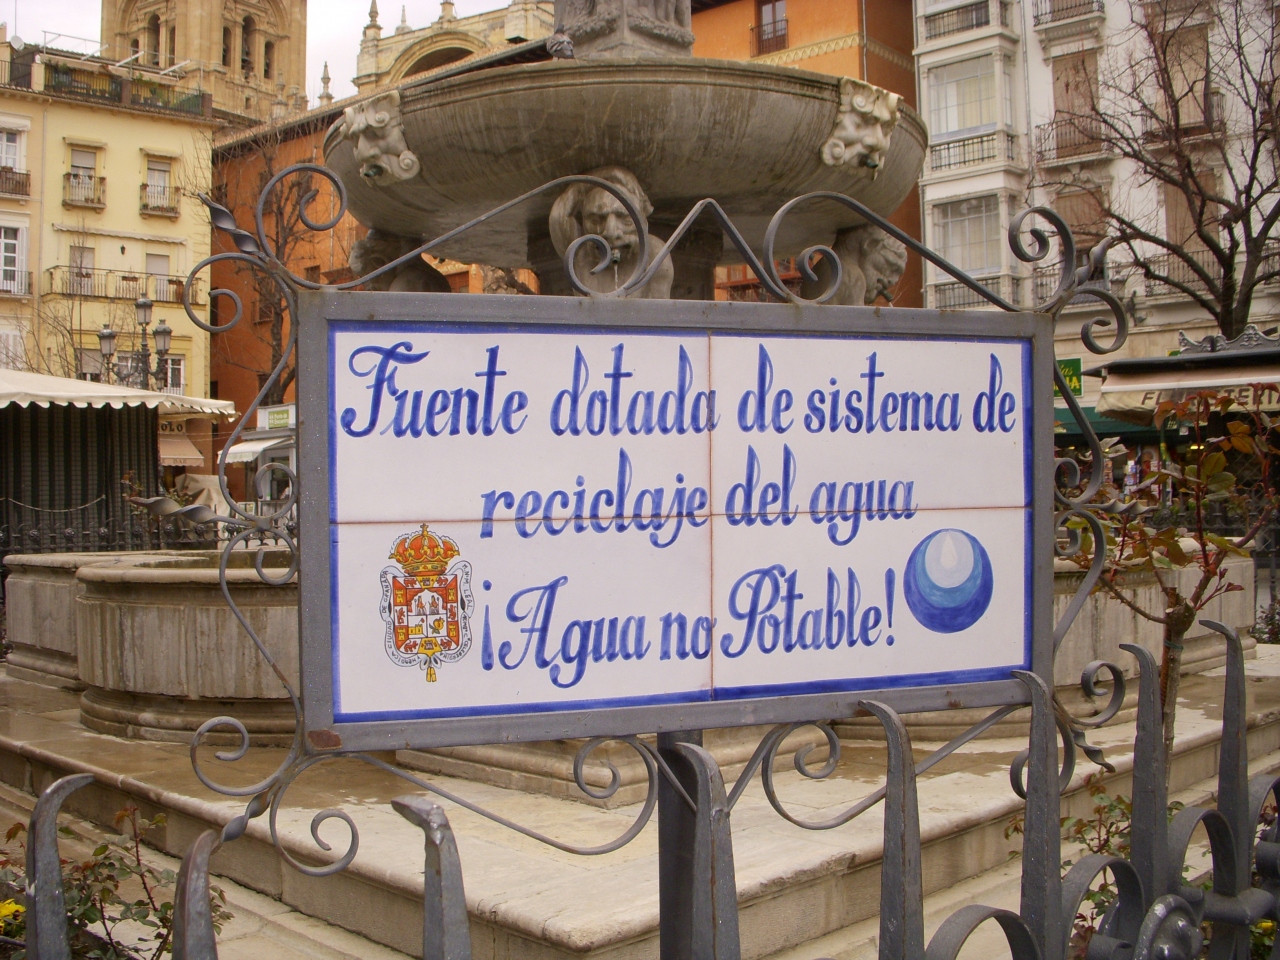 Fuente dotada de sistema de
reciclaje del agua
¡Agua no Potable!